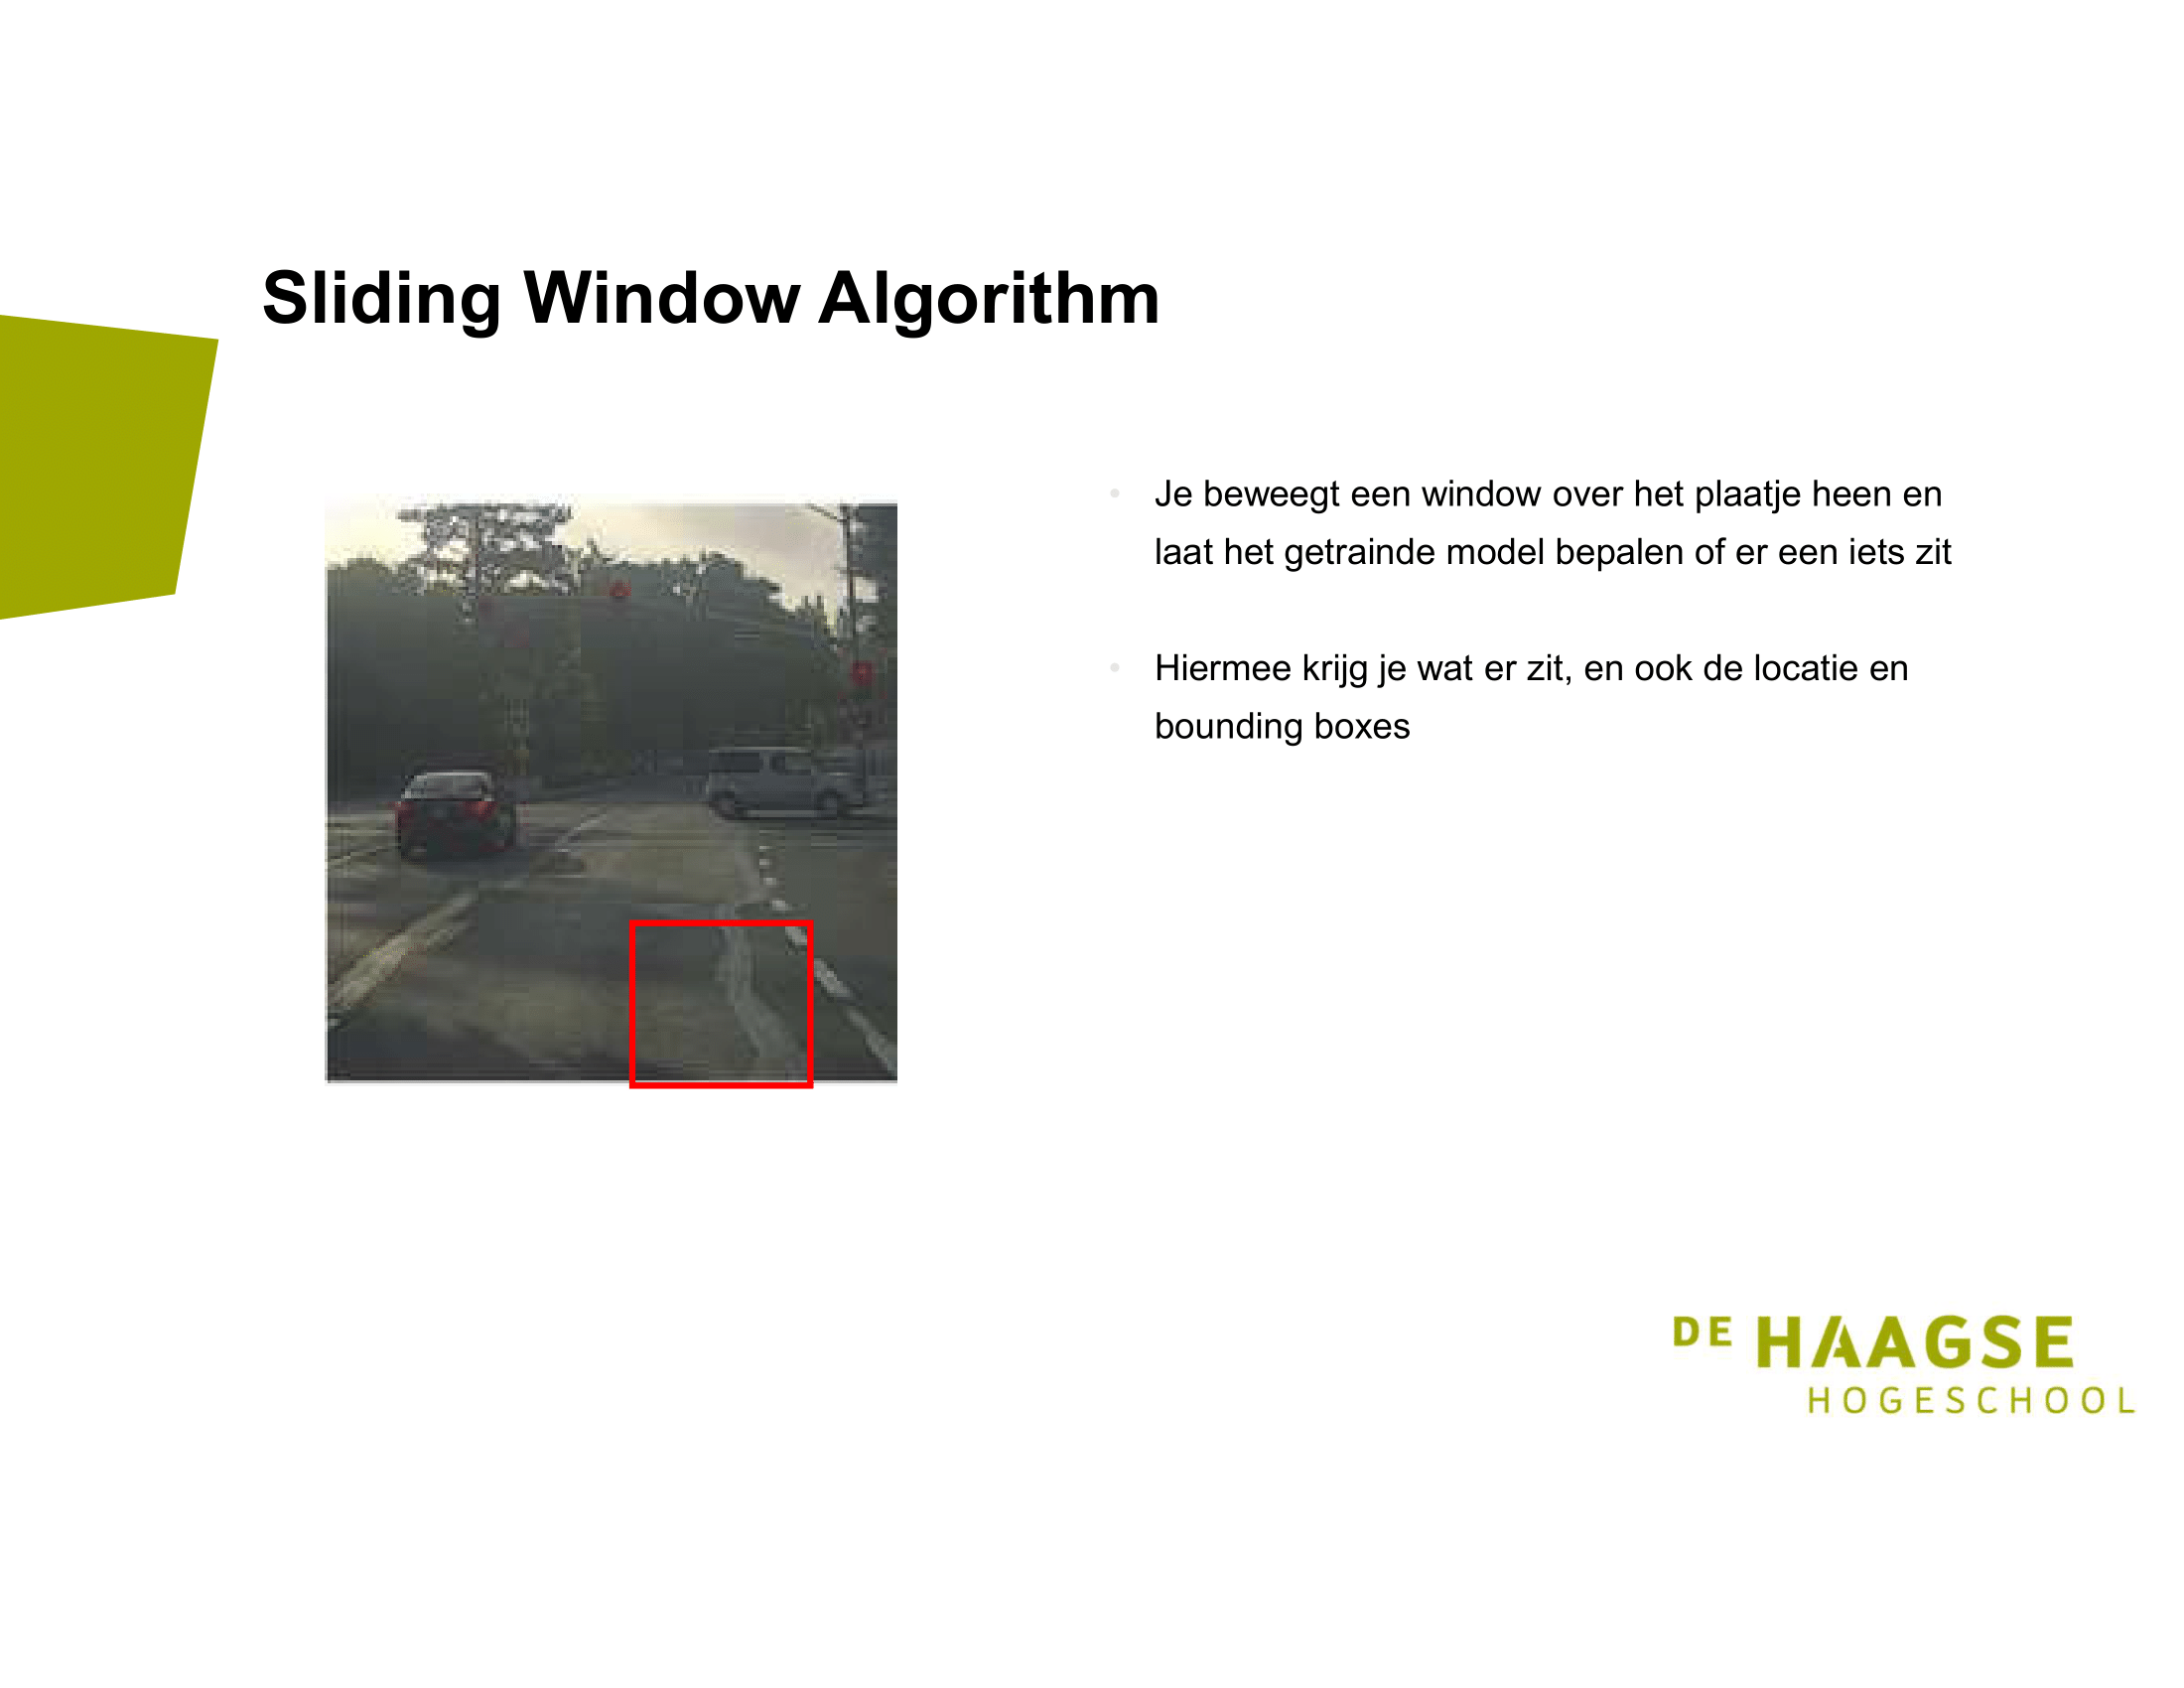 Sliding Window Algorithm
• Je beweegt een window over het plaatje heen en
laat het getrainde model bepalen of er een iets zit
• Hiermee krijg je wat er zit, en ook de locatie en
bounding boxes
DE HAAGSE
HOGESCHOOL